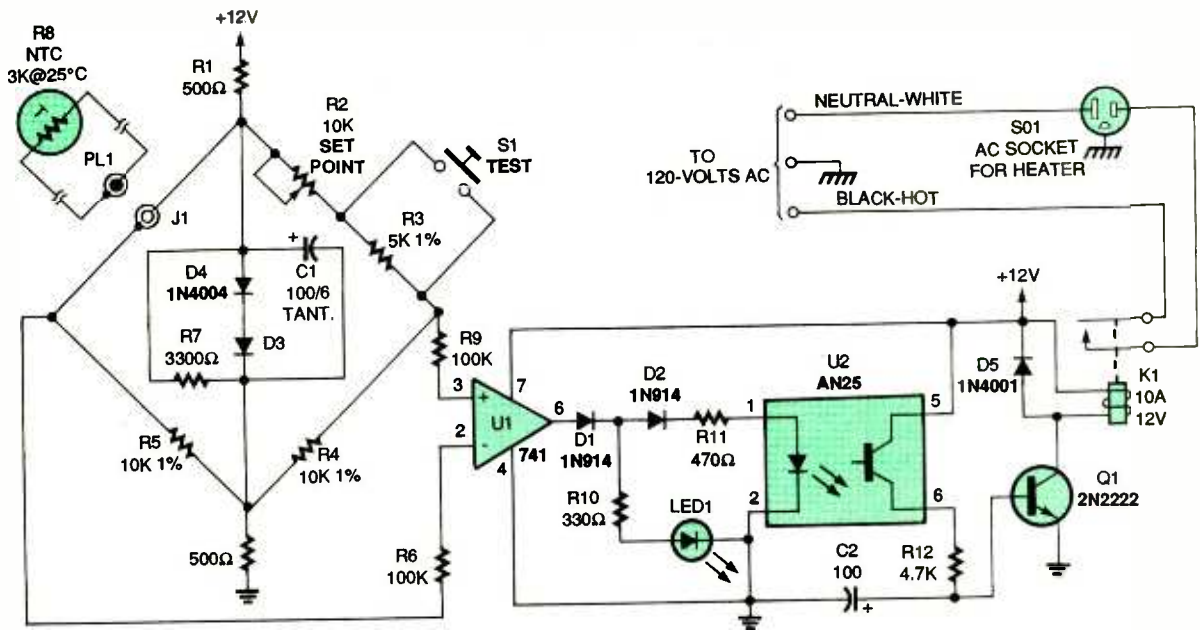 +12V
R8
NTC
3K@25°C
T
PL1
R1
500Ω
R2
10K
SET
POINT
S1
TEST
J1
R3
5K 1%
D4
1N4004
+
C1
100/6
TANT.
R7
3300Ω
D3
R5
10K 1%
R4
10K 1%
500Ω
R6
100K
R9
100K
3
+
7
2
-
U1
6
4
741
D1
1N914
D2
1N914
R11
470Ω
R10
330Ω
LED1
U2
AN25
1
5
2
6
C2
100
+
R12
4.7K
TO
120-VOLTS AC
NEUTRAL-WHITE
BLACK-HOT
S01
AC SOCKET
FOR HEATER
+12V
D5
1N4001
K1
10A
12V
Q1
2N2222